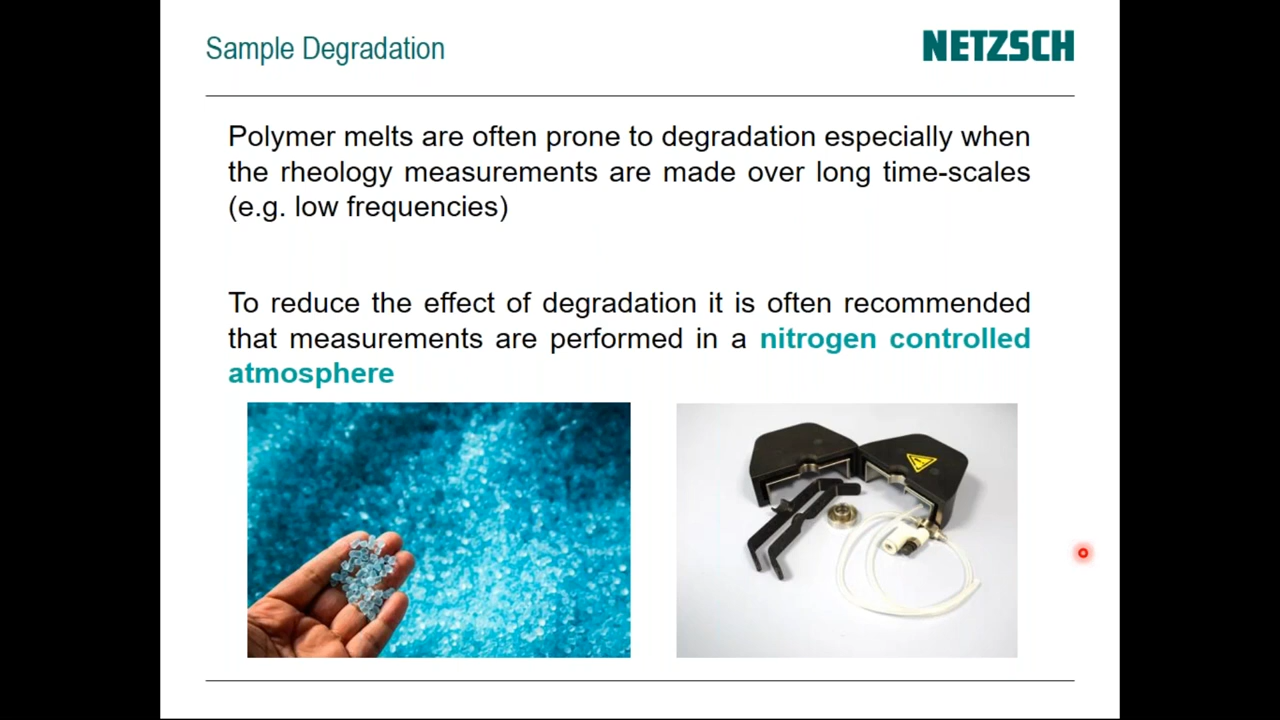 Sample Degradation
NETZSCH
Polymer melts are often prone to degradation especially when
the rheology measurements are made over long time-scales
(e.g. low frequencies)
To reduce the effect of degradation it is often recommended
that measurements are performed in a nitrogen controlled
atmosphere